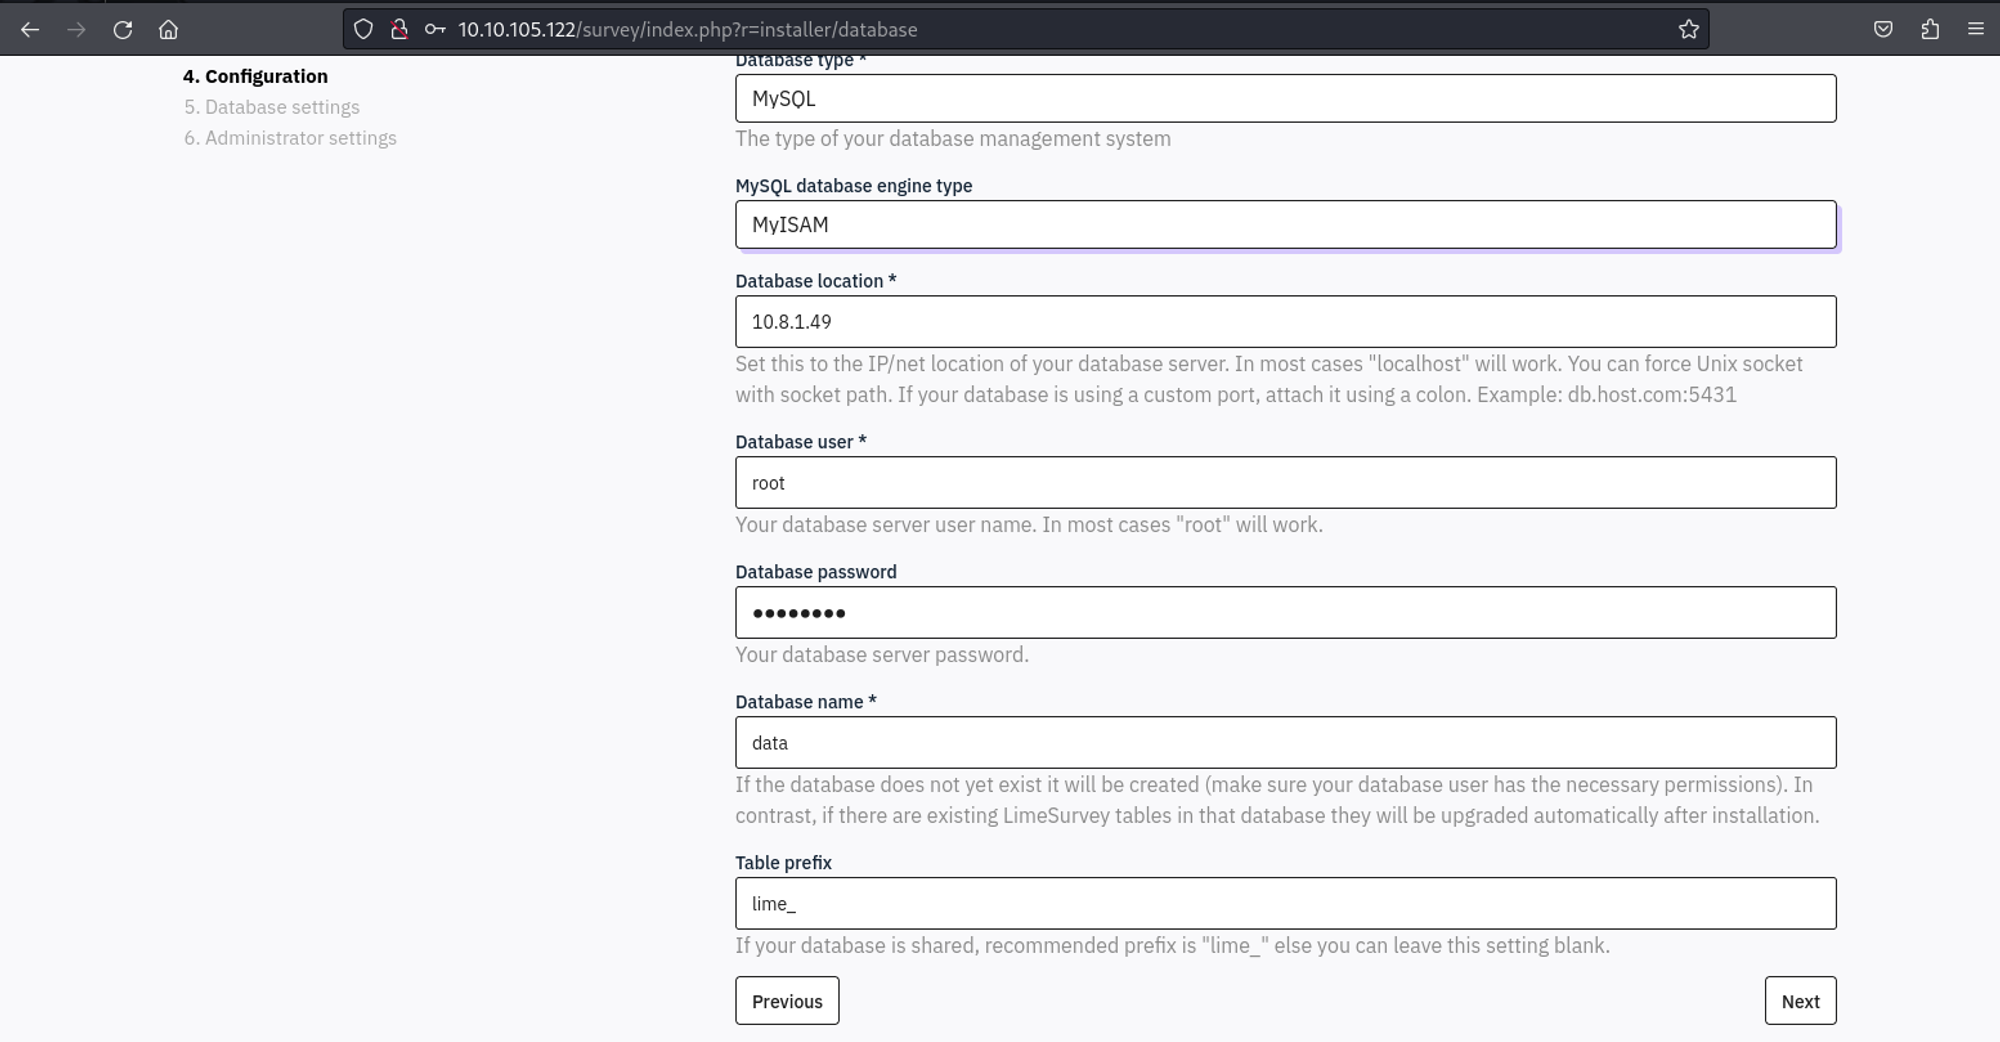 10.10.105.122/survey/index.php?r=installer/database
4. Configuration
5. Database settings
6. Administrator settings
Database type *
MySQL
The type of your database management system
MySQL database engine type
MyISAM
Database location *
10.8.1.49
Set this to the IP/net location of your database server. In most cases "localhost" will work. You can force Unix socket
with socket path. If your database is using a custom port, attach it using a colon. Example: db.host.com:5431
Database user *
root
Your database server user name. In most cases "root" will work.
Database password
●●●●●●●●
Your database server password.
Database name *
data
If the database does not yet exist it will be created (make sure your database user has the necessary permissions). In
contrast, if there are existing LimeSurvey tables in that database they will be upgraded automatically after installation.
Table prefix
lime_
If your database is shared, recommended prefix is "lime_" else you can leave this setting blank.
Previous
Next